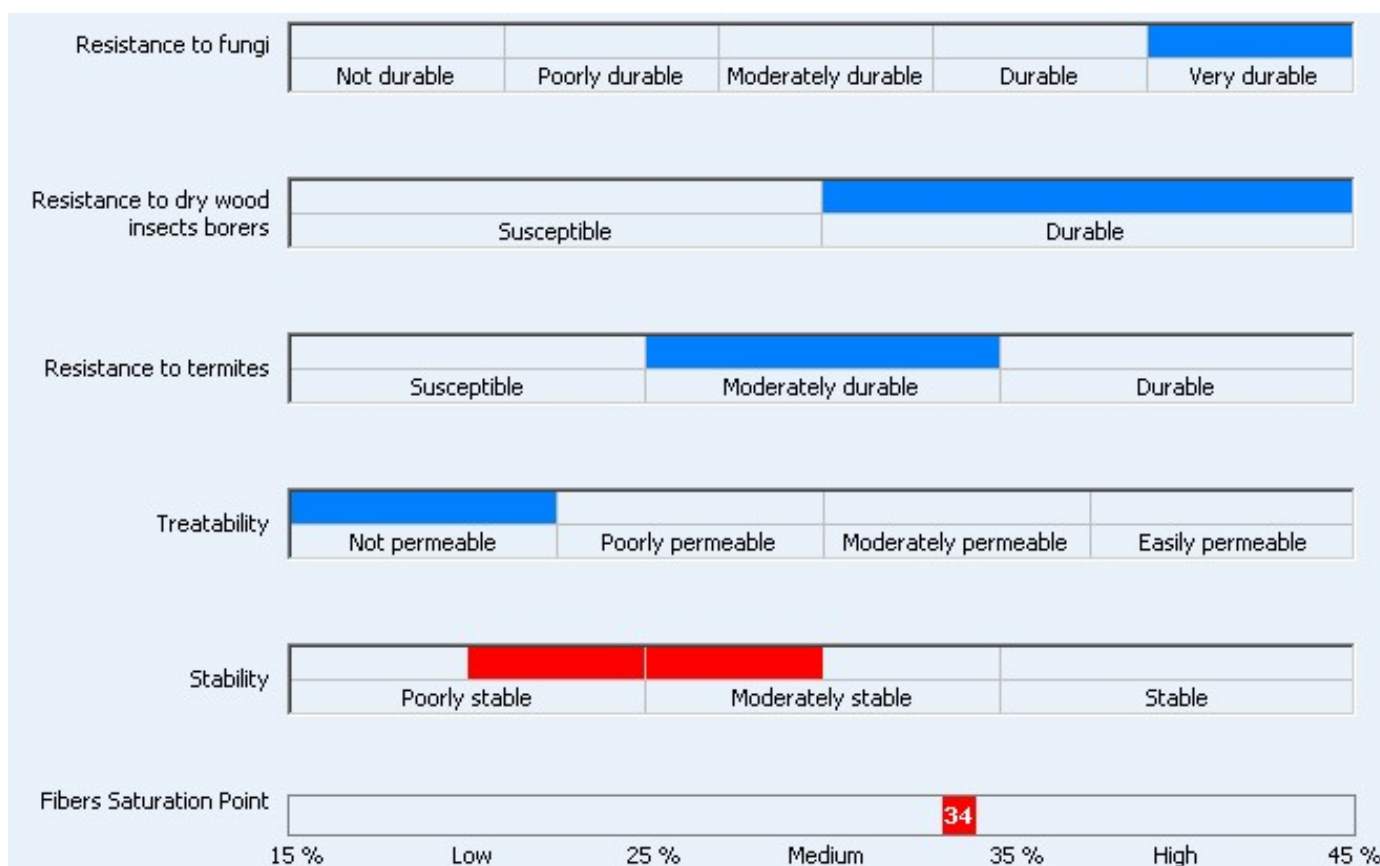 Resistance to fungi
Not durable Poorly durable Moderately durable Durable Very durable
Resistance to dry wood
insects borers
Susceptible Durable
Resistance to termites
Susceptible Moderately durable Durable
Treatability
Not permeable Poorly permeable Moderately permeable Easily permeable
Stability
Poorly stable Moderately stable Stable
Fibers Saturation Point
34
15 % Low 25 % Medium 35 % High 45 %